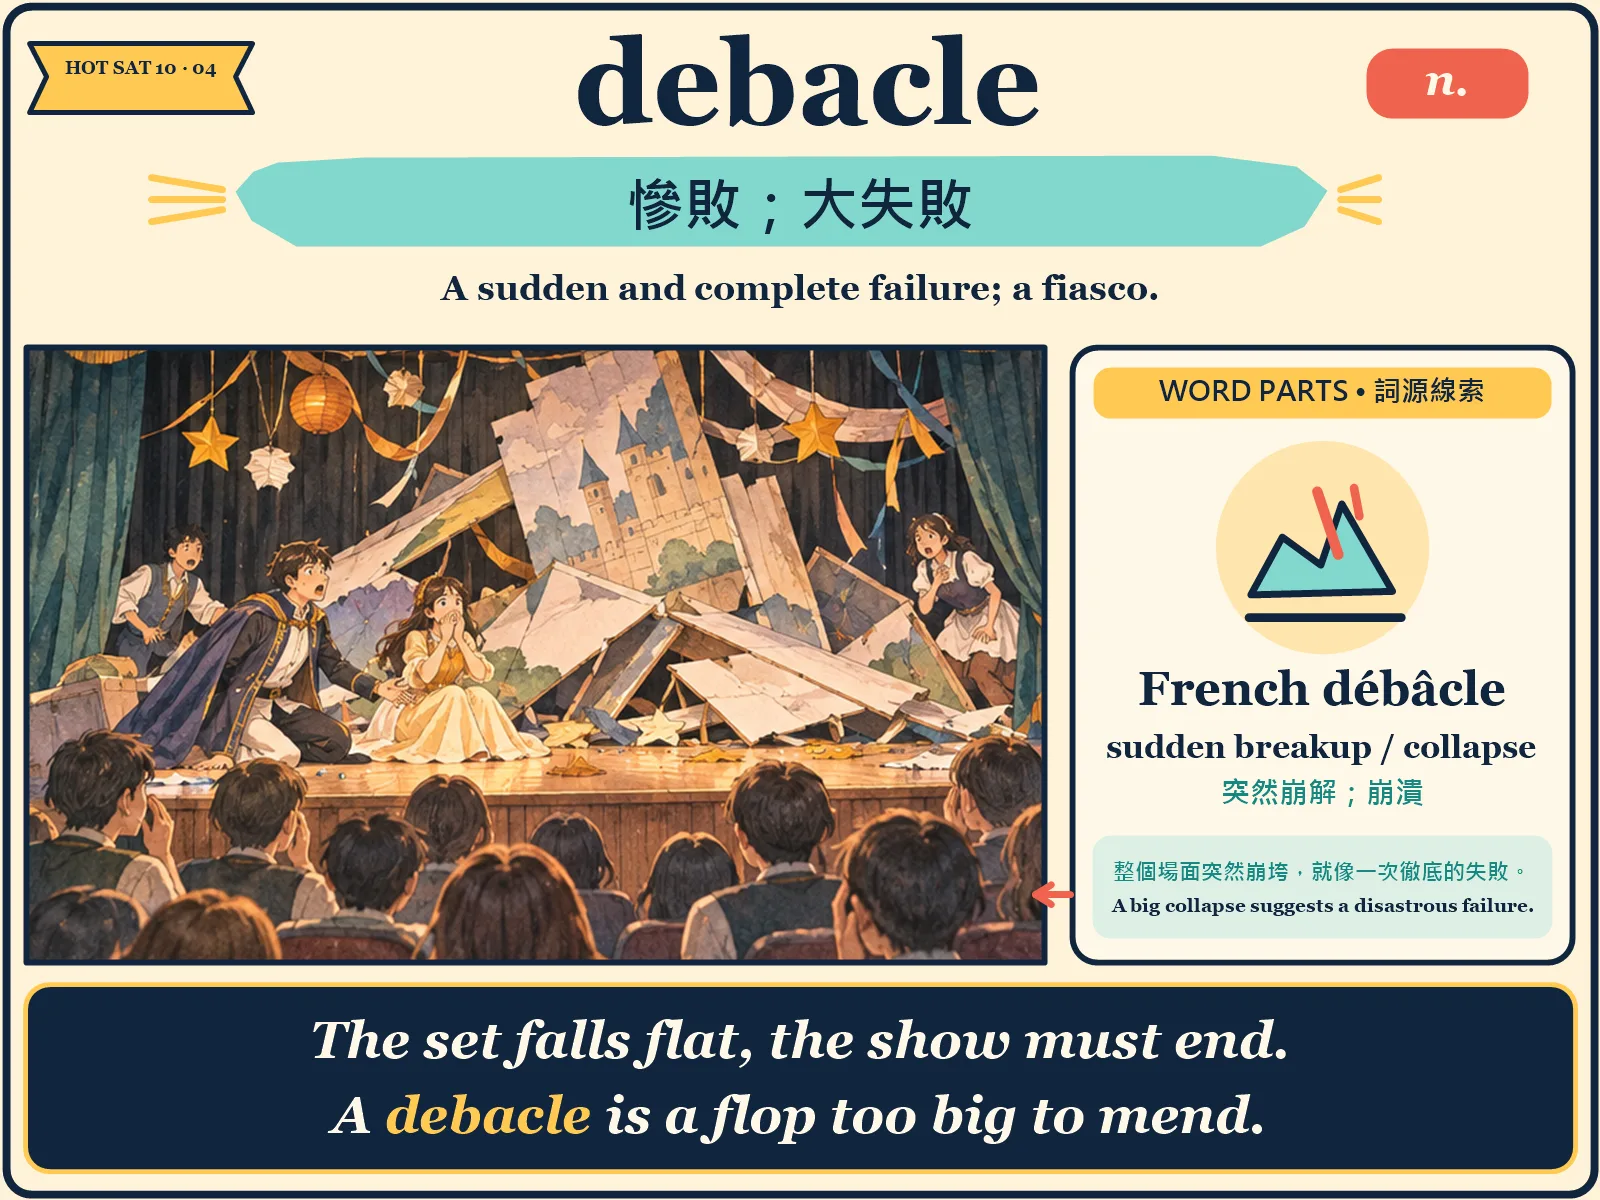 HOT SAT 10 · 04
debacle
n.
慘敗；大失敗
A sudden and complete failure; a fiasco.
WORD PARTS • 詞源線索
French débâcle
sudden breakup / collapse
突然崩解；崩潰
整個場面突然崩垮，就像一次徹底的失敗。
A big collapse suggests a disastrous failure.
The set falls flat, the show must end.
A debacle is a flop too big to mend.